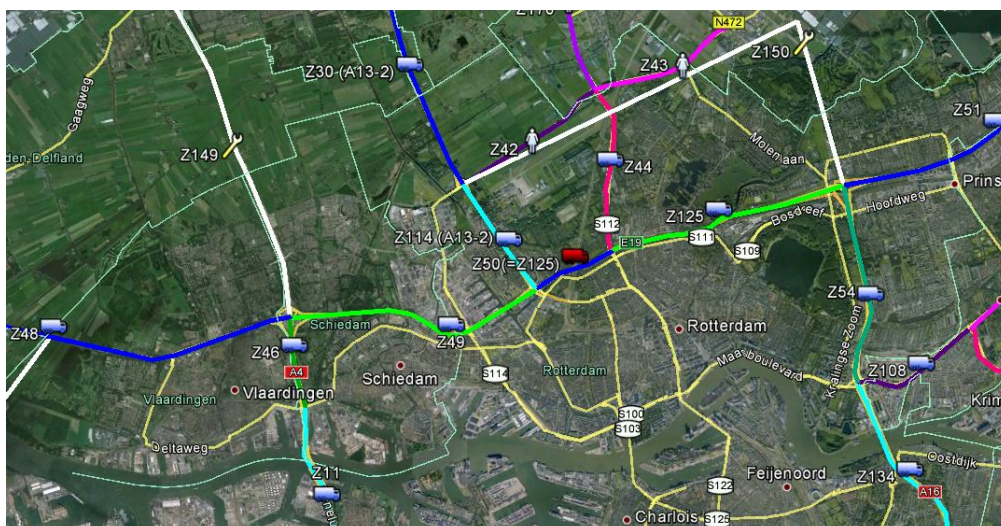 Z170
N472
Z43
Z150
Z30 (A13-2)
Gaagweg
Z51
Z42
Z149
den-Delfland
Molenlaan
Z44
Prins
Hoofdweg
Z125
Bosdreef
S112
Z114 (A13-2)
E19
S111
S109
Z50(=Z125)
Z54
Z48
Schiedam
Z49
Rotterdam
Z46
Kralingse Zoom
A4
Schiedam
S114
Rotterdam
Maasboulevard
Z108
Vlaardingen
Vlaardingen
Krim
S100
S103
Deltaweg
Oostdijk
Z11
Feijenoord
Z134
S122
A16
Charlois
S125